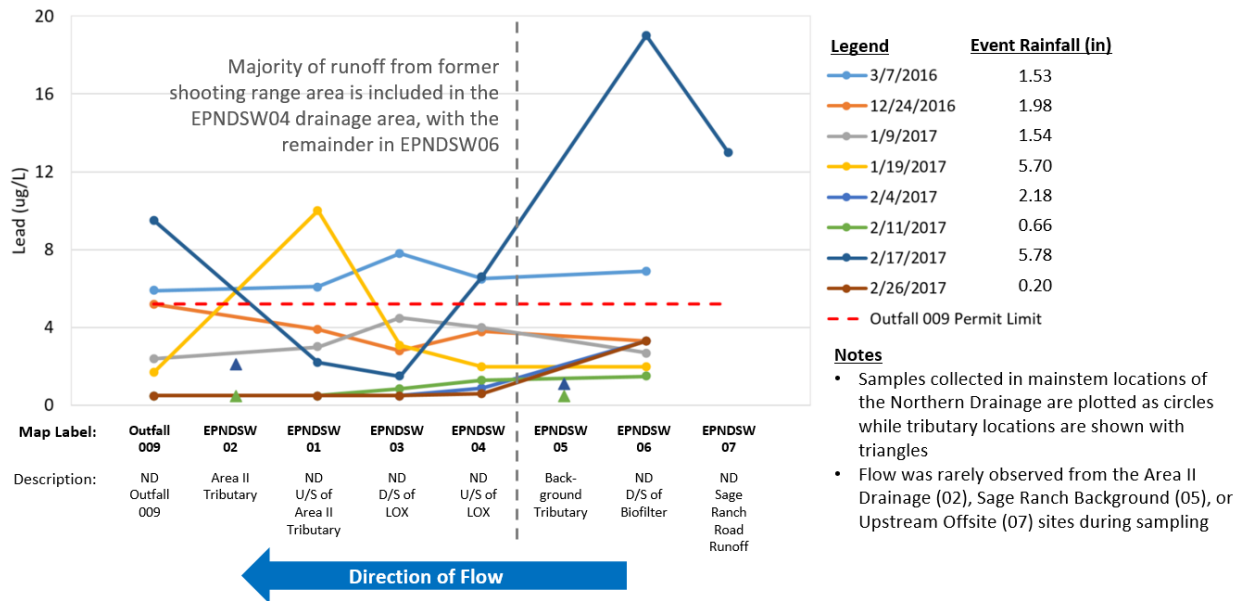 20
16
12
8
4
0
Lead (ug/L)
Majority of runoff from former
shooting range area is included in the
EPNDSW04 drainage area, with the
remainder in EPNDSW06
Legend
Event Rainfall (in)
3/7/2016 1.53
12/24/2016 1.98
1/9/2017 1.54
1/19/2017 5.70
2/4/2017 2.18
2/11/2017 0.66
2/17/2017 5.78
2/26/2017 0.20
Outfall 009 Permit Limit
Notes
• Samples collected in mainstem locations of
the Northern Drainage are plotted as circles
while tributary locations are shown with
triangles
• Flow was rarely observed from the Area II
Drainage (02), Sage Ranch Background (05), or
Upstream Offsite (07) sites during sampling
Map Label:
Outfall
009
EPNDSW
02
EPNDSW
01
EPNDSW
03
EPNDSW
04
EPNDSW
05
EPNDSW
06
EPNDSW
07
Description:
ND
Outfall
009
Area II
Tributary
ND
U/S of
Area II
Tributary
ND
D/S of
LOX
ND
U/S of
LOX
Back-
ground
Tributary
ND
D/S of
Biofilter
ND
Sage
Ranch
Road
Runoff
Direction of Flow